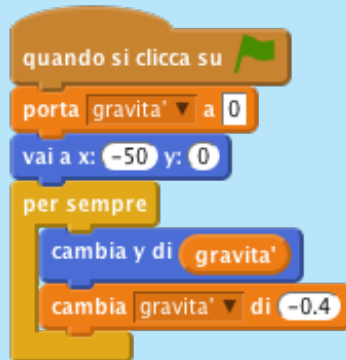 quando si clicca su
porta gravita' a 0
vai a x: -50 y: 0
per sempre
cambia y di gravita'
cambia gravita' di -0.4